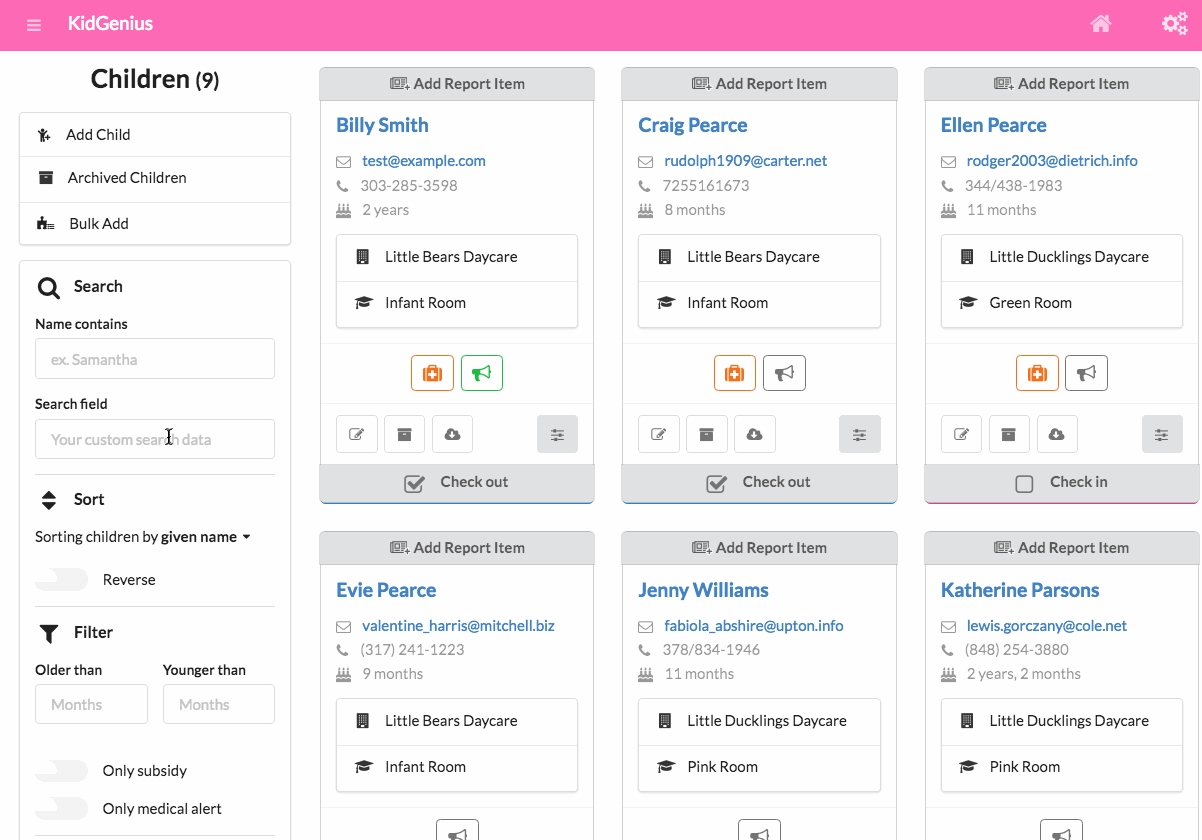 KidGenius
Children (9)
Add Child
Archived Children
Bulk Add
Search
Name contains
ex. Samantha
Search field
Your custom search data
Sort
Sorting children by given name
Reverse
Filter
Older than
Younger than
Months
Months
Only subsidy
Only medical alert
Add Report Item
Billy Smith
test@example.com
303-285-3598
2 years
Little Bears Daycare
Infant Room
Check out
Add Report Item
Craig Pearce
rudolph1909@carter.net
7255161673
8 months
Little Bears Daycare
Infant Room
Check out
Add Report Item
Ellen Pearce
rodger2003@dietrich.info
344/438-1983
11 months
Little Ducklings Daycare
Green Room
Check in
Add Report Item
Evie Pearce
valentine_harris@mitchell.biz
(317) 241-1223
9 months
Little Bears Daycare
Infant Room
Add Report Item
Jenny Williams
fabiola_abshire@upton.info
378/834-1946
11 months
Little Ducklings Daycare
Pink Room
Add Report Item
Katherine Parsons
lewis.gorczany@cole.net
(848) 254-3880
2 years, 2 months
Little Ducklings Daycare
Pink Room